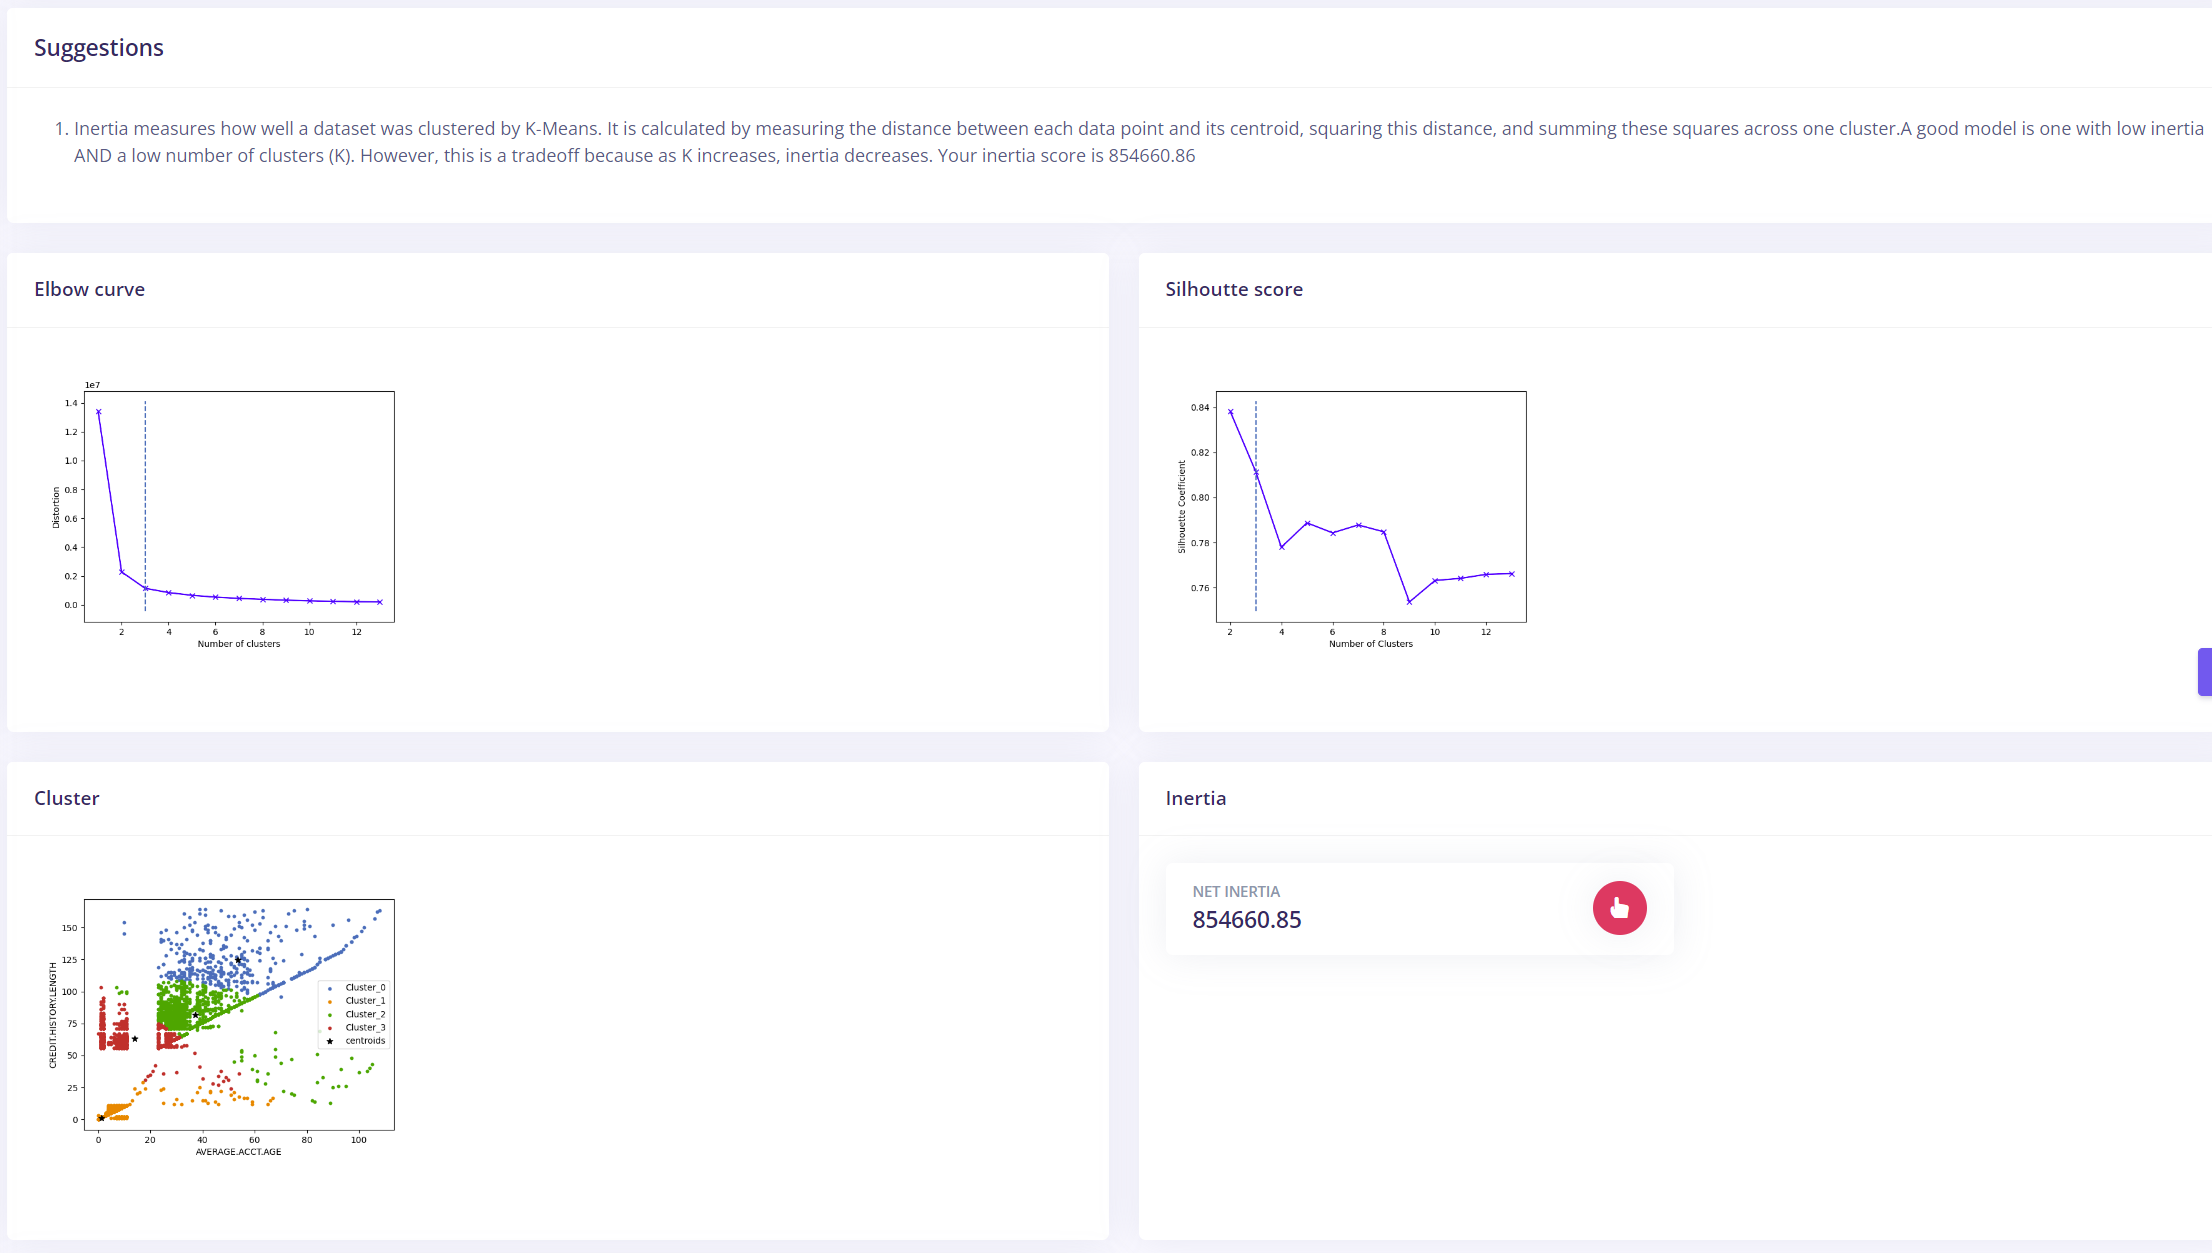 Suggestions
1. Inertia measures how well a dataset was clustered by K-Means. It is calculated by measuring the distance between each data point and its centroid, squaring this distance, and summing these squares across one cluster.A good model is one with low inertia
AND a low number of clusters (K). However, this is a tradeoff because as K increases, inertia decreases. Your inertia score is 854660.86
Elbow curve
1e7
1.4
1.2
1.0
0.8
0.6
0.4
0.2
0.0
Distortion
2 4 6 8 10 12
Number of clusters
Silhoutte score
0.84
0.82
0.80
0.78
0.76
Silhouette Coefficient
2 4 6 8 10 12
Number of Clusters
Cluster
150
125
100
75
50
25
0
CREDIT.HISTORY.LENGTH
Cluster_0
Cluster_1
Cluster_2
Cluster_3
centroids
0 20 40 60 80 100
AVERAGE.ACCT.AGE
Inertia
NET INERTIA
854660.85